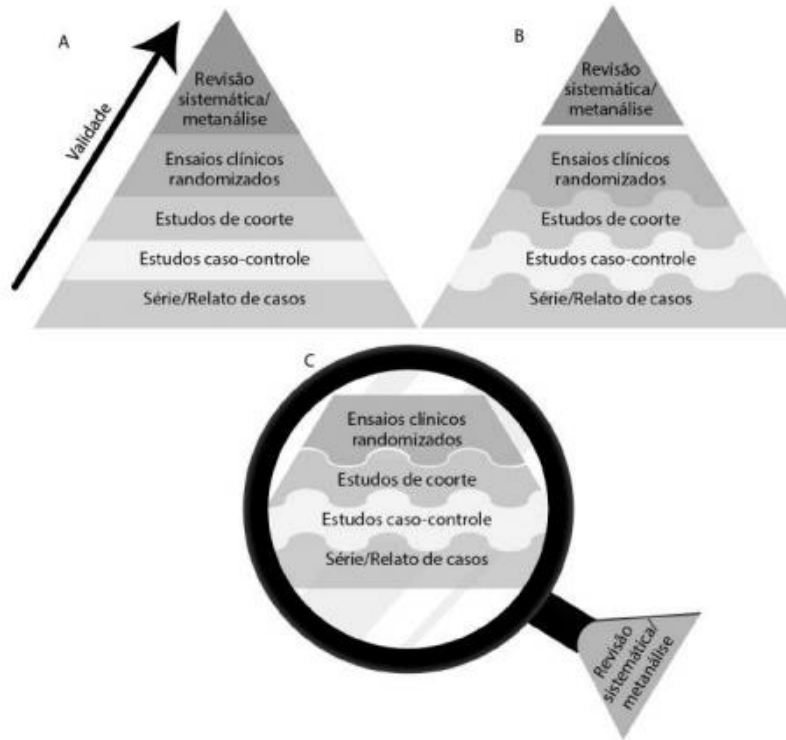 A
Validade
Revisão
sistemática/
metanálise
Ensaios clínicos
randomizados
Estudos de coorte
Estudos caso-controle
Série/Relato de casos
B
Revisão
sistemática/
metanálise
Ensaios clínicos
randomizados
Estudos de coorte
Estudos caso-controle
Série/Relato de casos
C
Ensaios clínicos
randomizados
Estudos de coorte
Estudos caso-controle
Série/Relato de casos
Revisão
sistemática/
metanálise